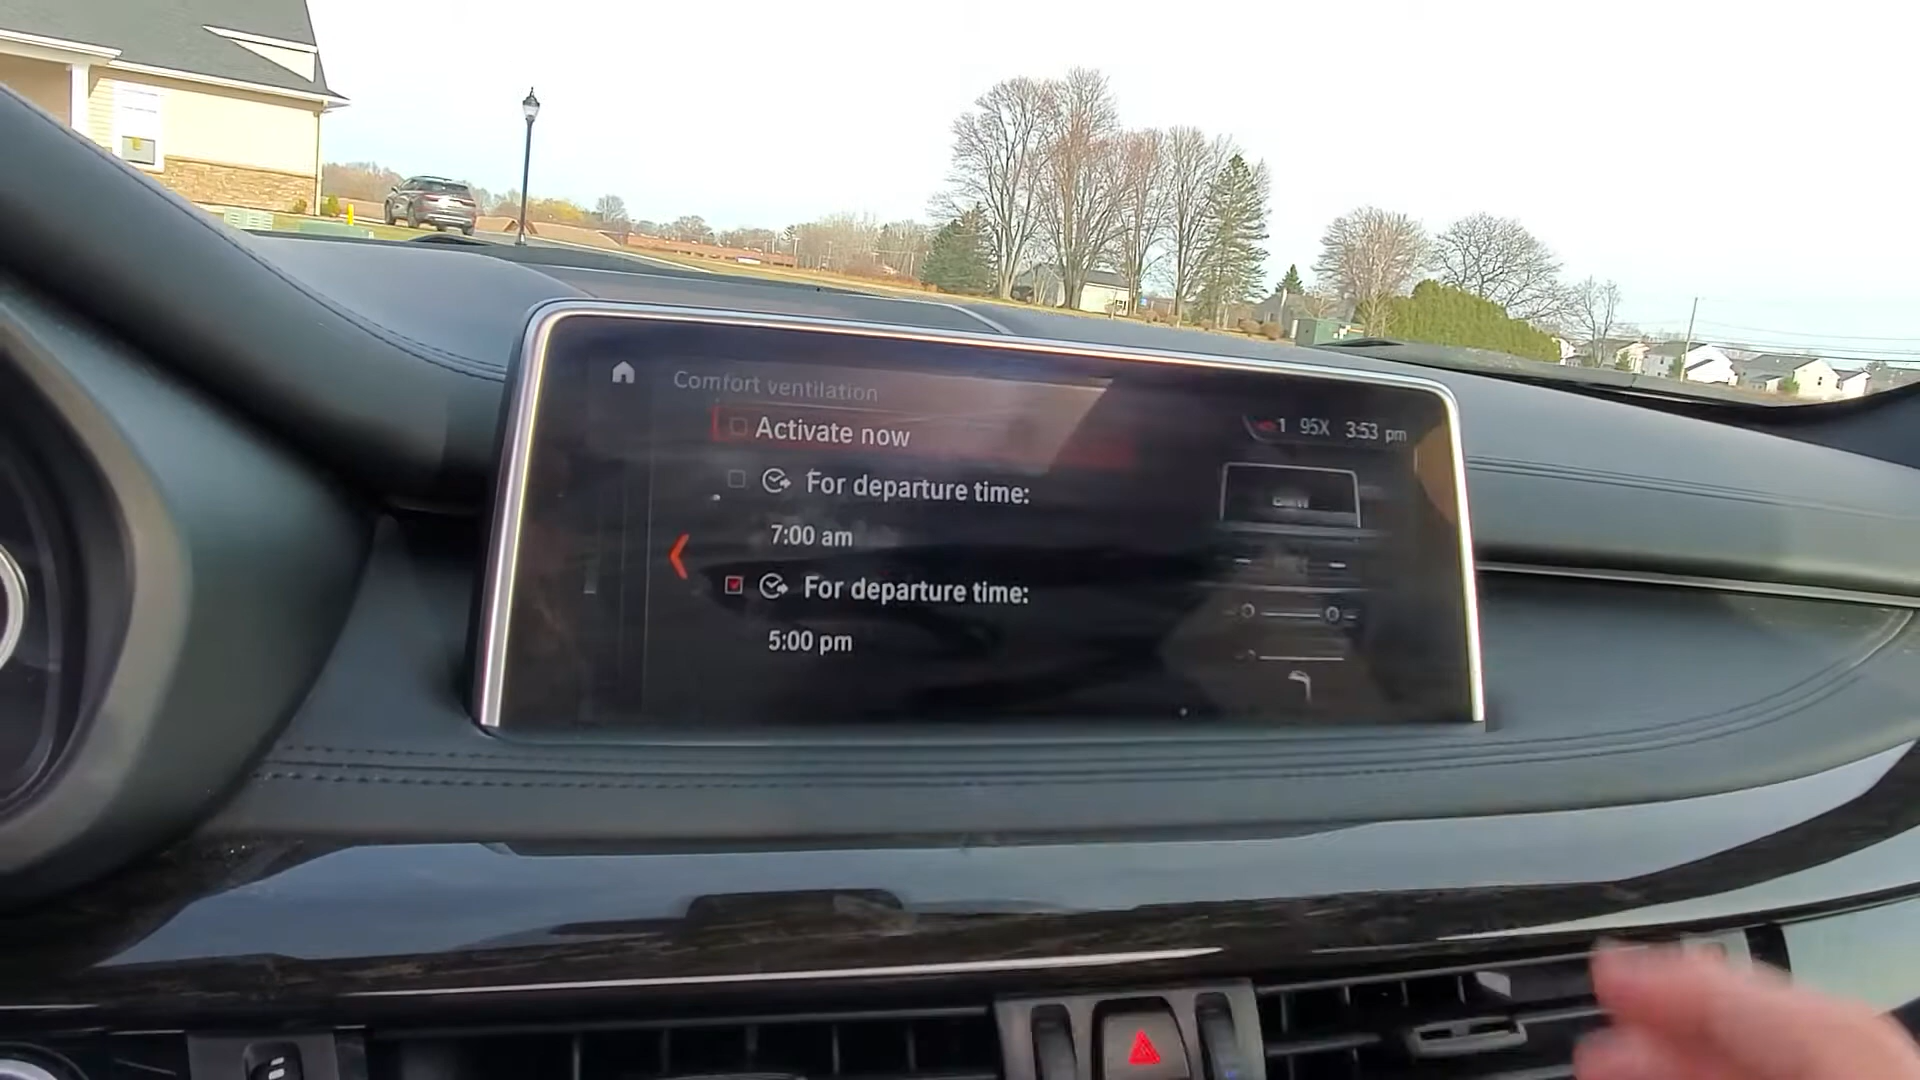 Comfort ventilation
1 95X 3:53 pm
Activate now
For departure time:
7:00 am
For departure time:
5:00 pm